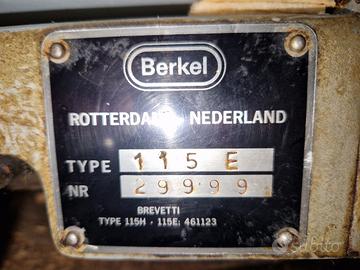 Berkel
ROTTERDAM NEDERLAND
TYPE 115 E
NR 29999
BREVETTI
TYPE 115H · 115E: 461123
subito